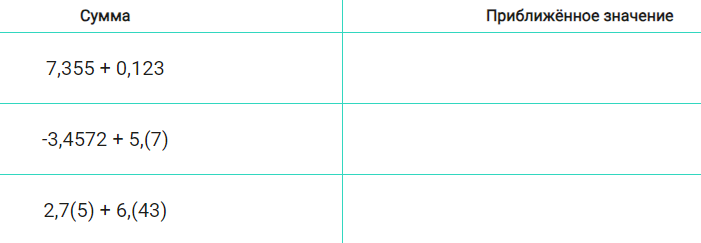 Сумма Приближённое значение
7,355 + 0,123
-3,4572 + 5,(7)
2,7(5) + 6,(43)